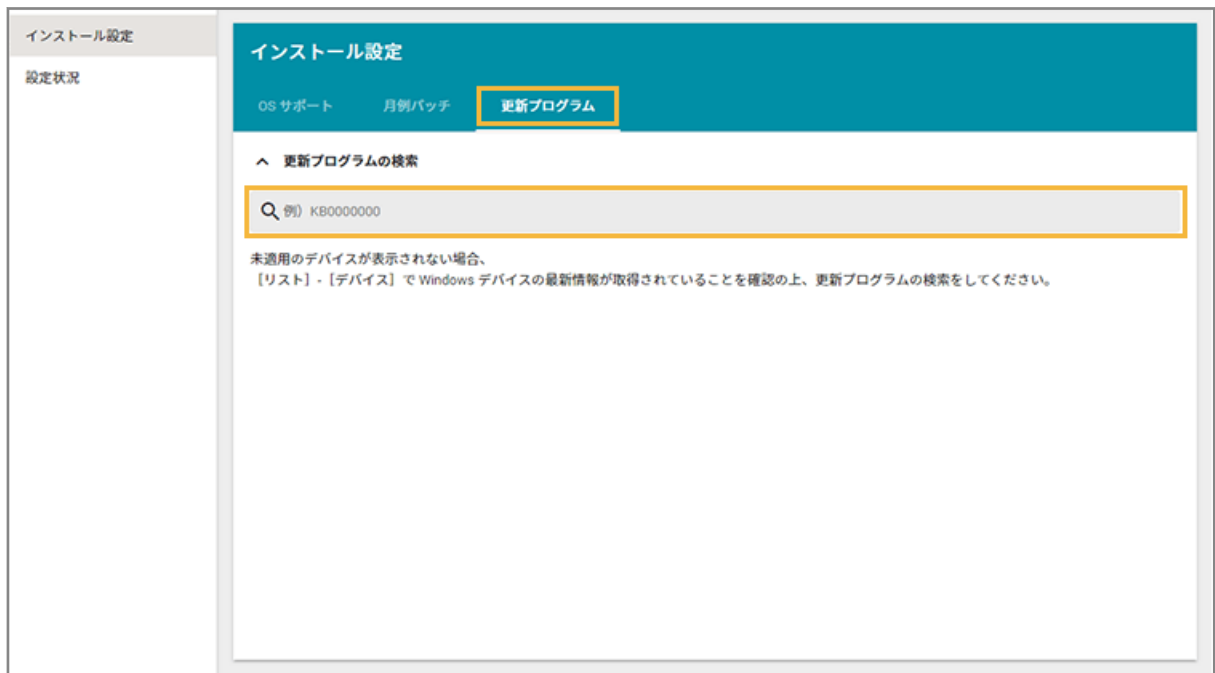 インストール設定
設定状況
インストール設定
OS サポート 月例パッチ 更新プログラム
更新プログラムの検索
例）KB0000000
未適用のデバイスが表示されない場合、
［リスト］-［デバイス］で Windows デバイスの最新情報が取得されていることを確認の上、更新プログラムの検索をしてください。